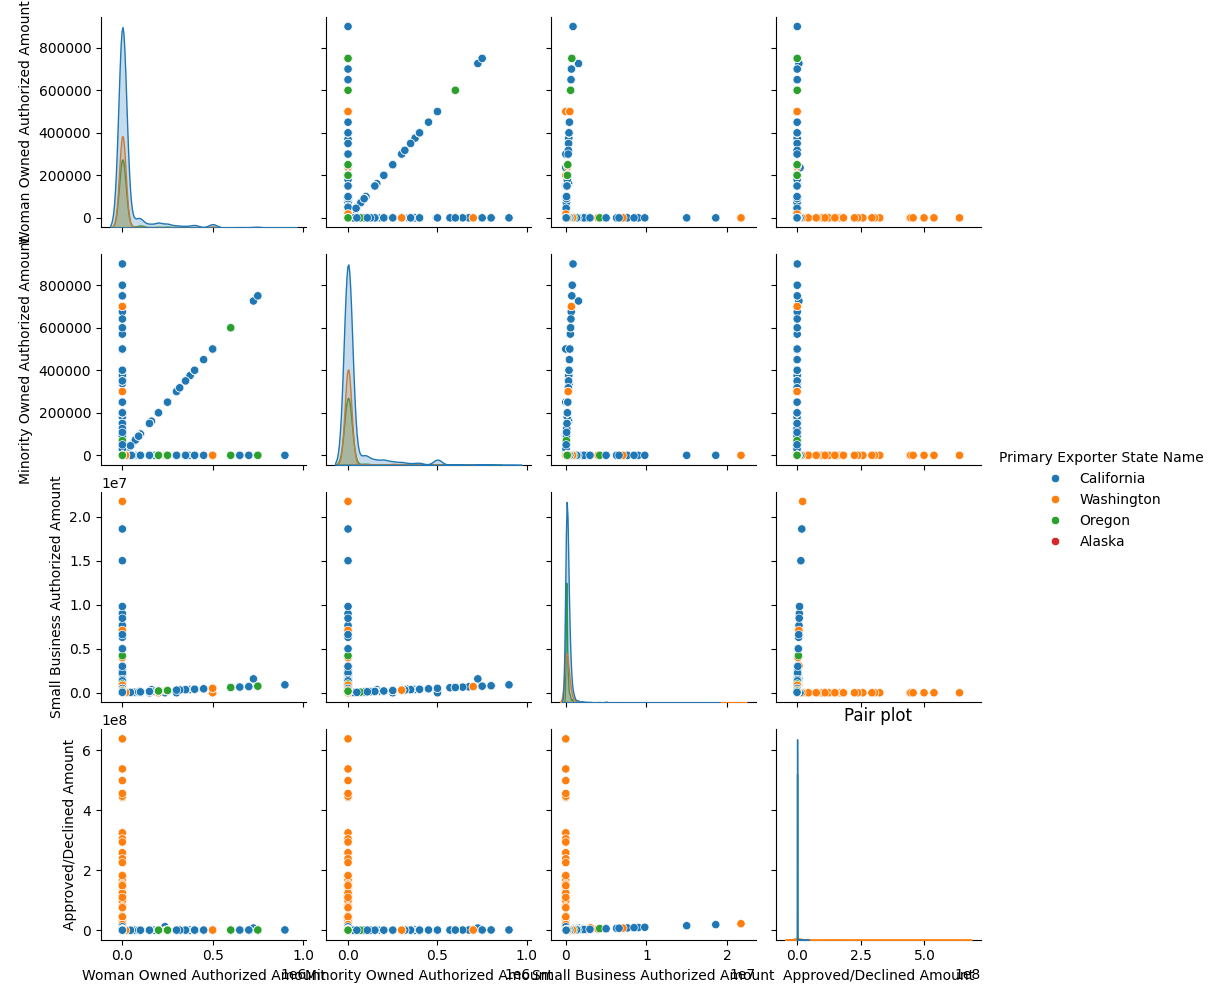 800000
600000
400000
200000
0
Woman Owned Authorized Amount
800000
600000
400000
200000
0
Minority Owned Authorized Amount
Primary Exporter State Name
California
Washington
Oregon
Alaska
1e7
2.0
1.5
1.0
0.5
0.0
Small Business Authorized Amount
Pair plot
1e8
6
4
2
0
Approved/Declined Amount
0.0 0.5 1.0 0.0 0.5 1.0 0 1 2 0.0 2.5 5.0
1e6 1e6 1e7 1e8
Woman Owned Authorized Amount Minority Owned Authorized Amount Small Business Authorized Amount Approved/Declined Amount